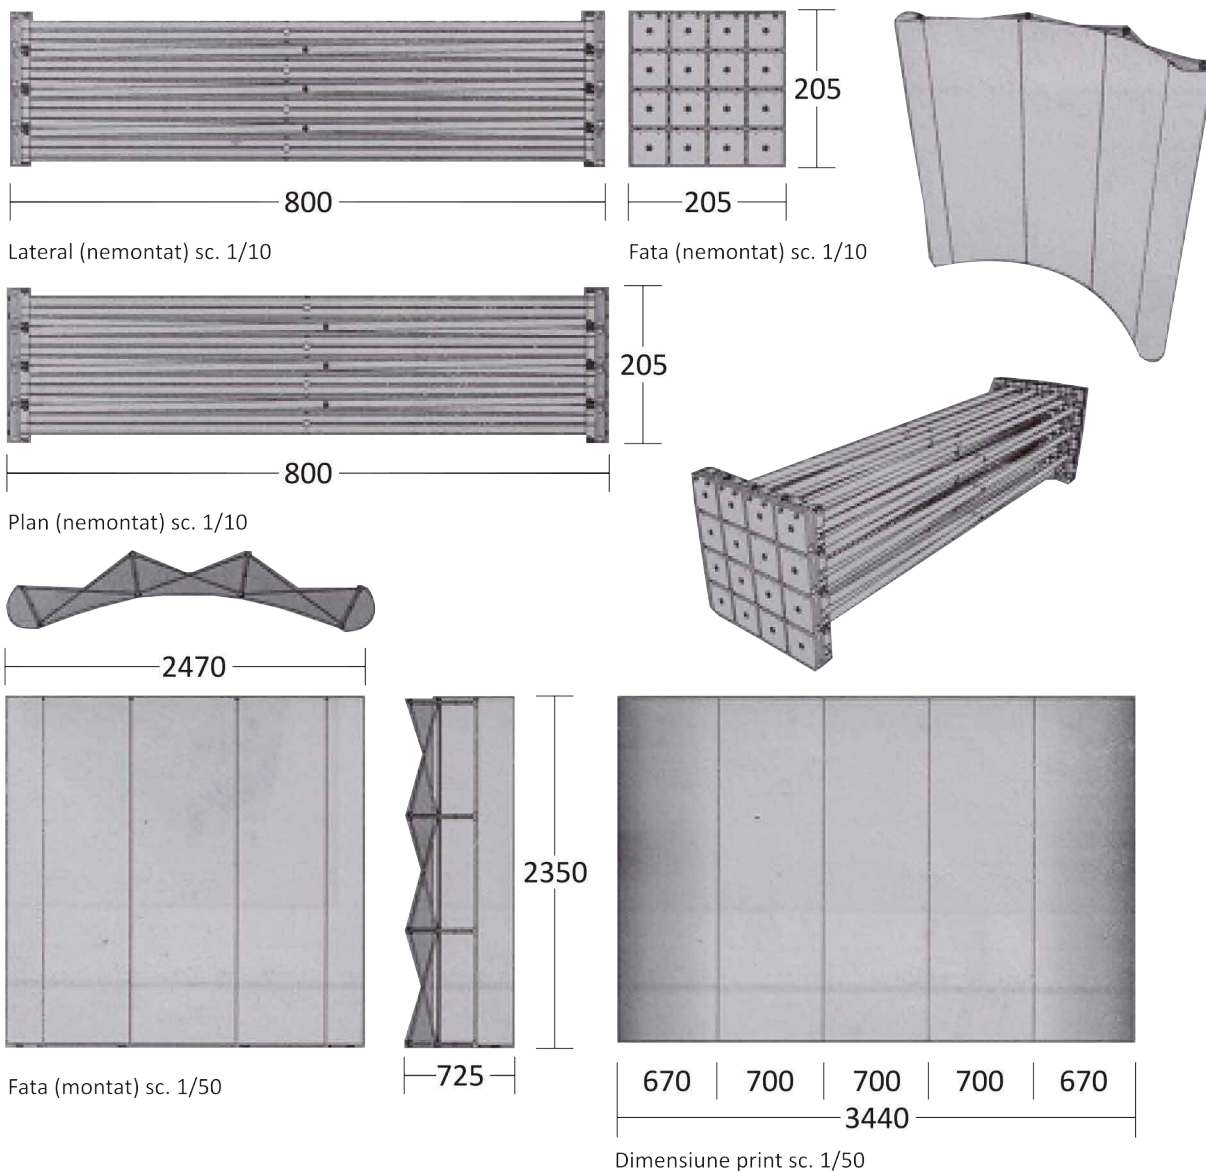 205
800
205
Lateral (nemontat) sc. 1/10
Fata (nemontat) sc. 1/10
205
800
Plan (nemontat) sc. 1/10
2470
2350
725
Fata (montat) sc. 1/50
670 700 700 700 670
3440
Dimensiune print sc. 1/50